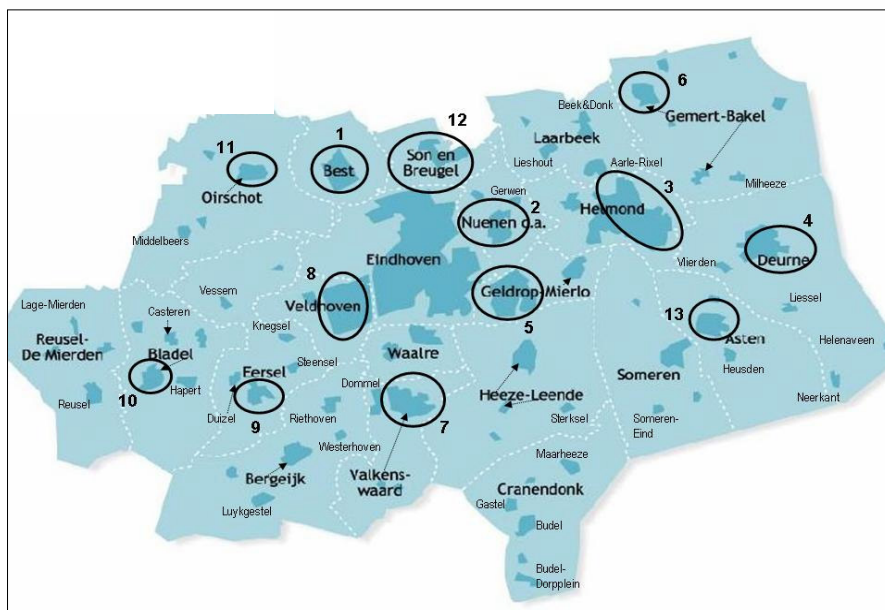 6
Beek&Donk
Gemert-Bakel
12
1
11
Laarbeek
Son en
Breugel
Lieshout
Aarle-Rixel
Best
3
Oirschot
Milheeze
Gerwen
2
Helmond
4
Nuenen c.a.
Middelbeers
Eindhoven
Deurne
Vlierden
8
Geldrop-Mierlo
Vessem
Veldhoven
Lage-Mierden
Casteren
Liessel
13
5
Knegsel
Reusel-
De Mierden
Asten
Helenaveen
Bladel
Waalre
Steensel
Heusden
Eersel
Someren
10
Hapert
Dommel
Heeze-Leende
Reusel
Neerkant
Duizel
Riethoven
Sterksel
Someren-
Eind
9
7
Westerhoven
Maarheeze
Bergeijk
Valkens-
waard
Cranendonk
Gastel
Luykgestel
Budel
Budel-
Dorpplein